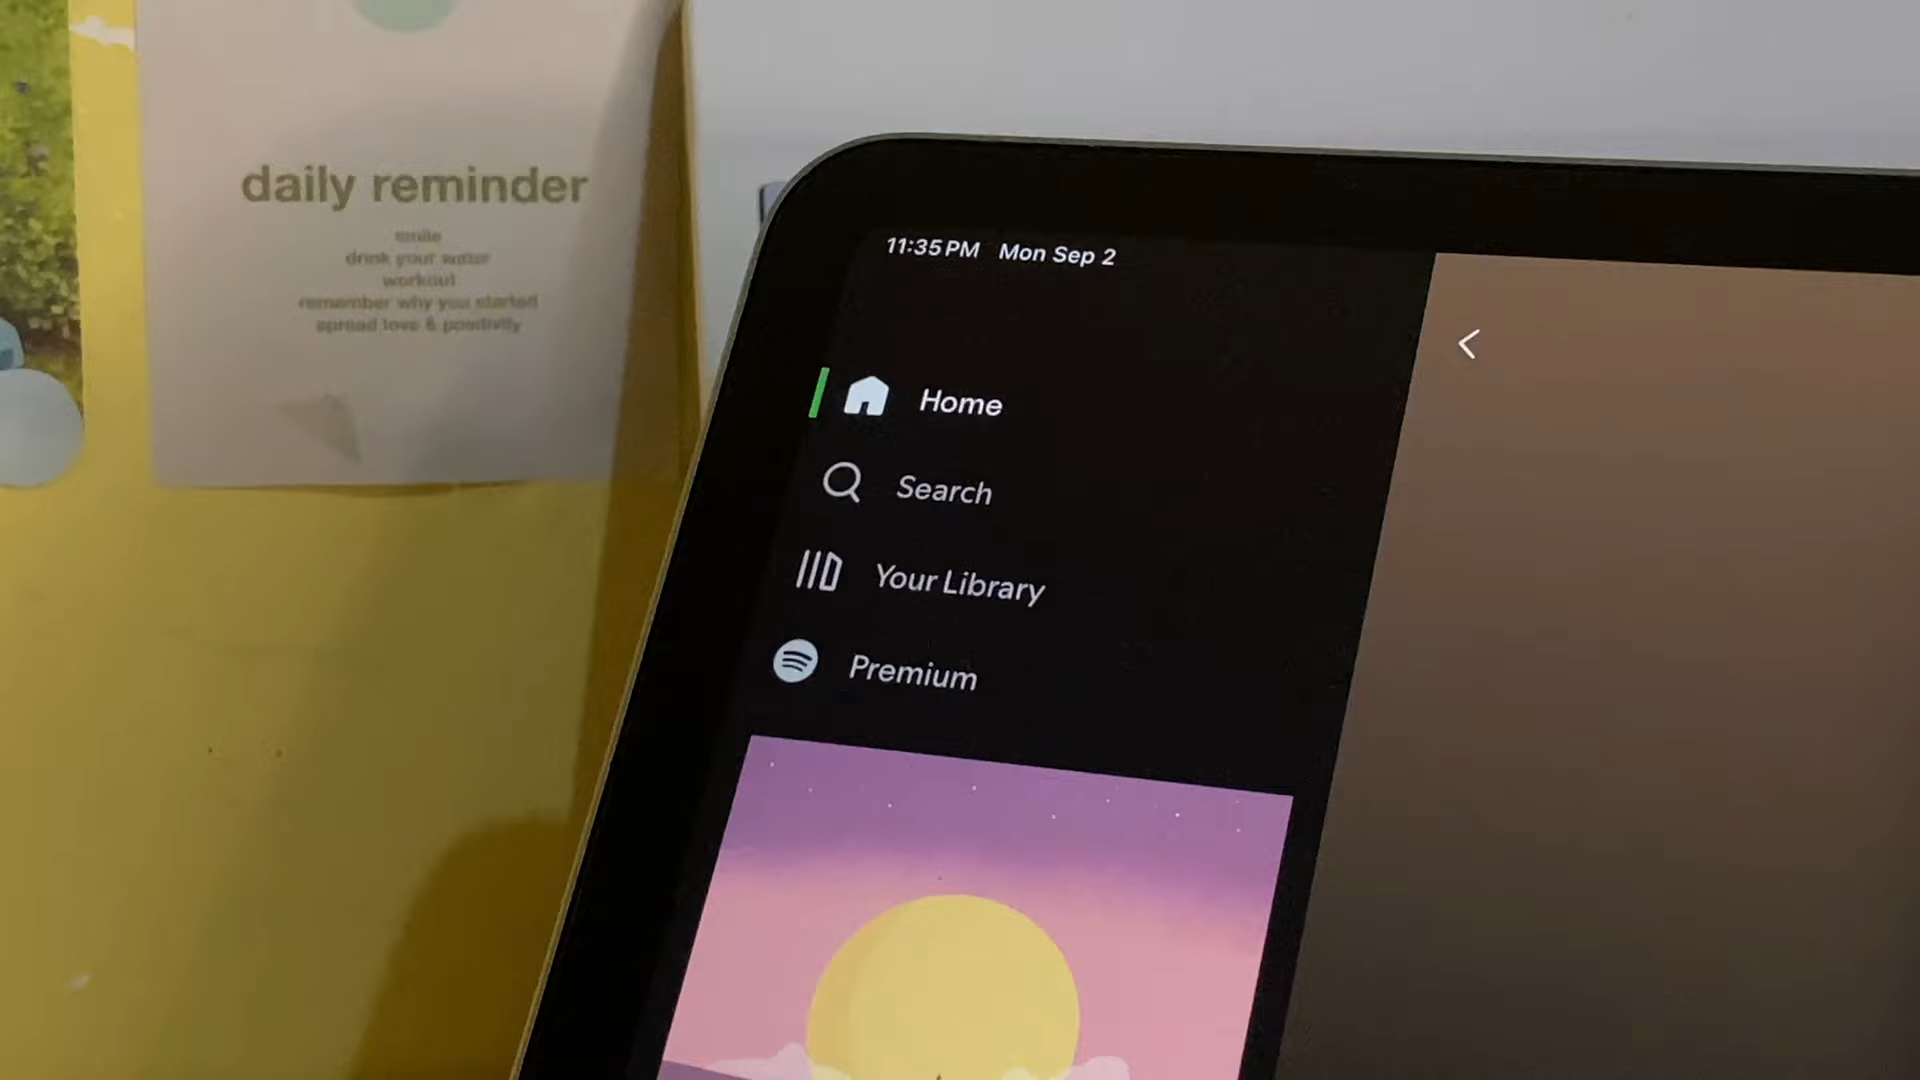 daily reminder
smile
drink your water
workout
remember why you started
spread love & positivity
11:35 PM Mon Sep 2
Home
Search
Your Library
Premium